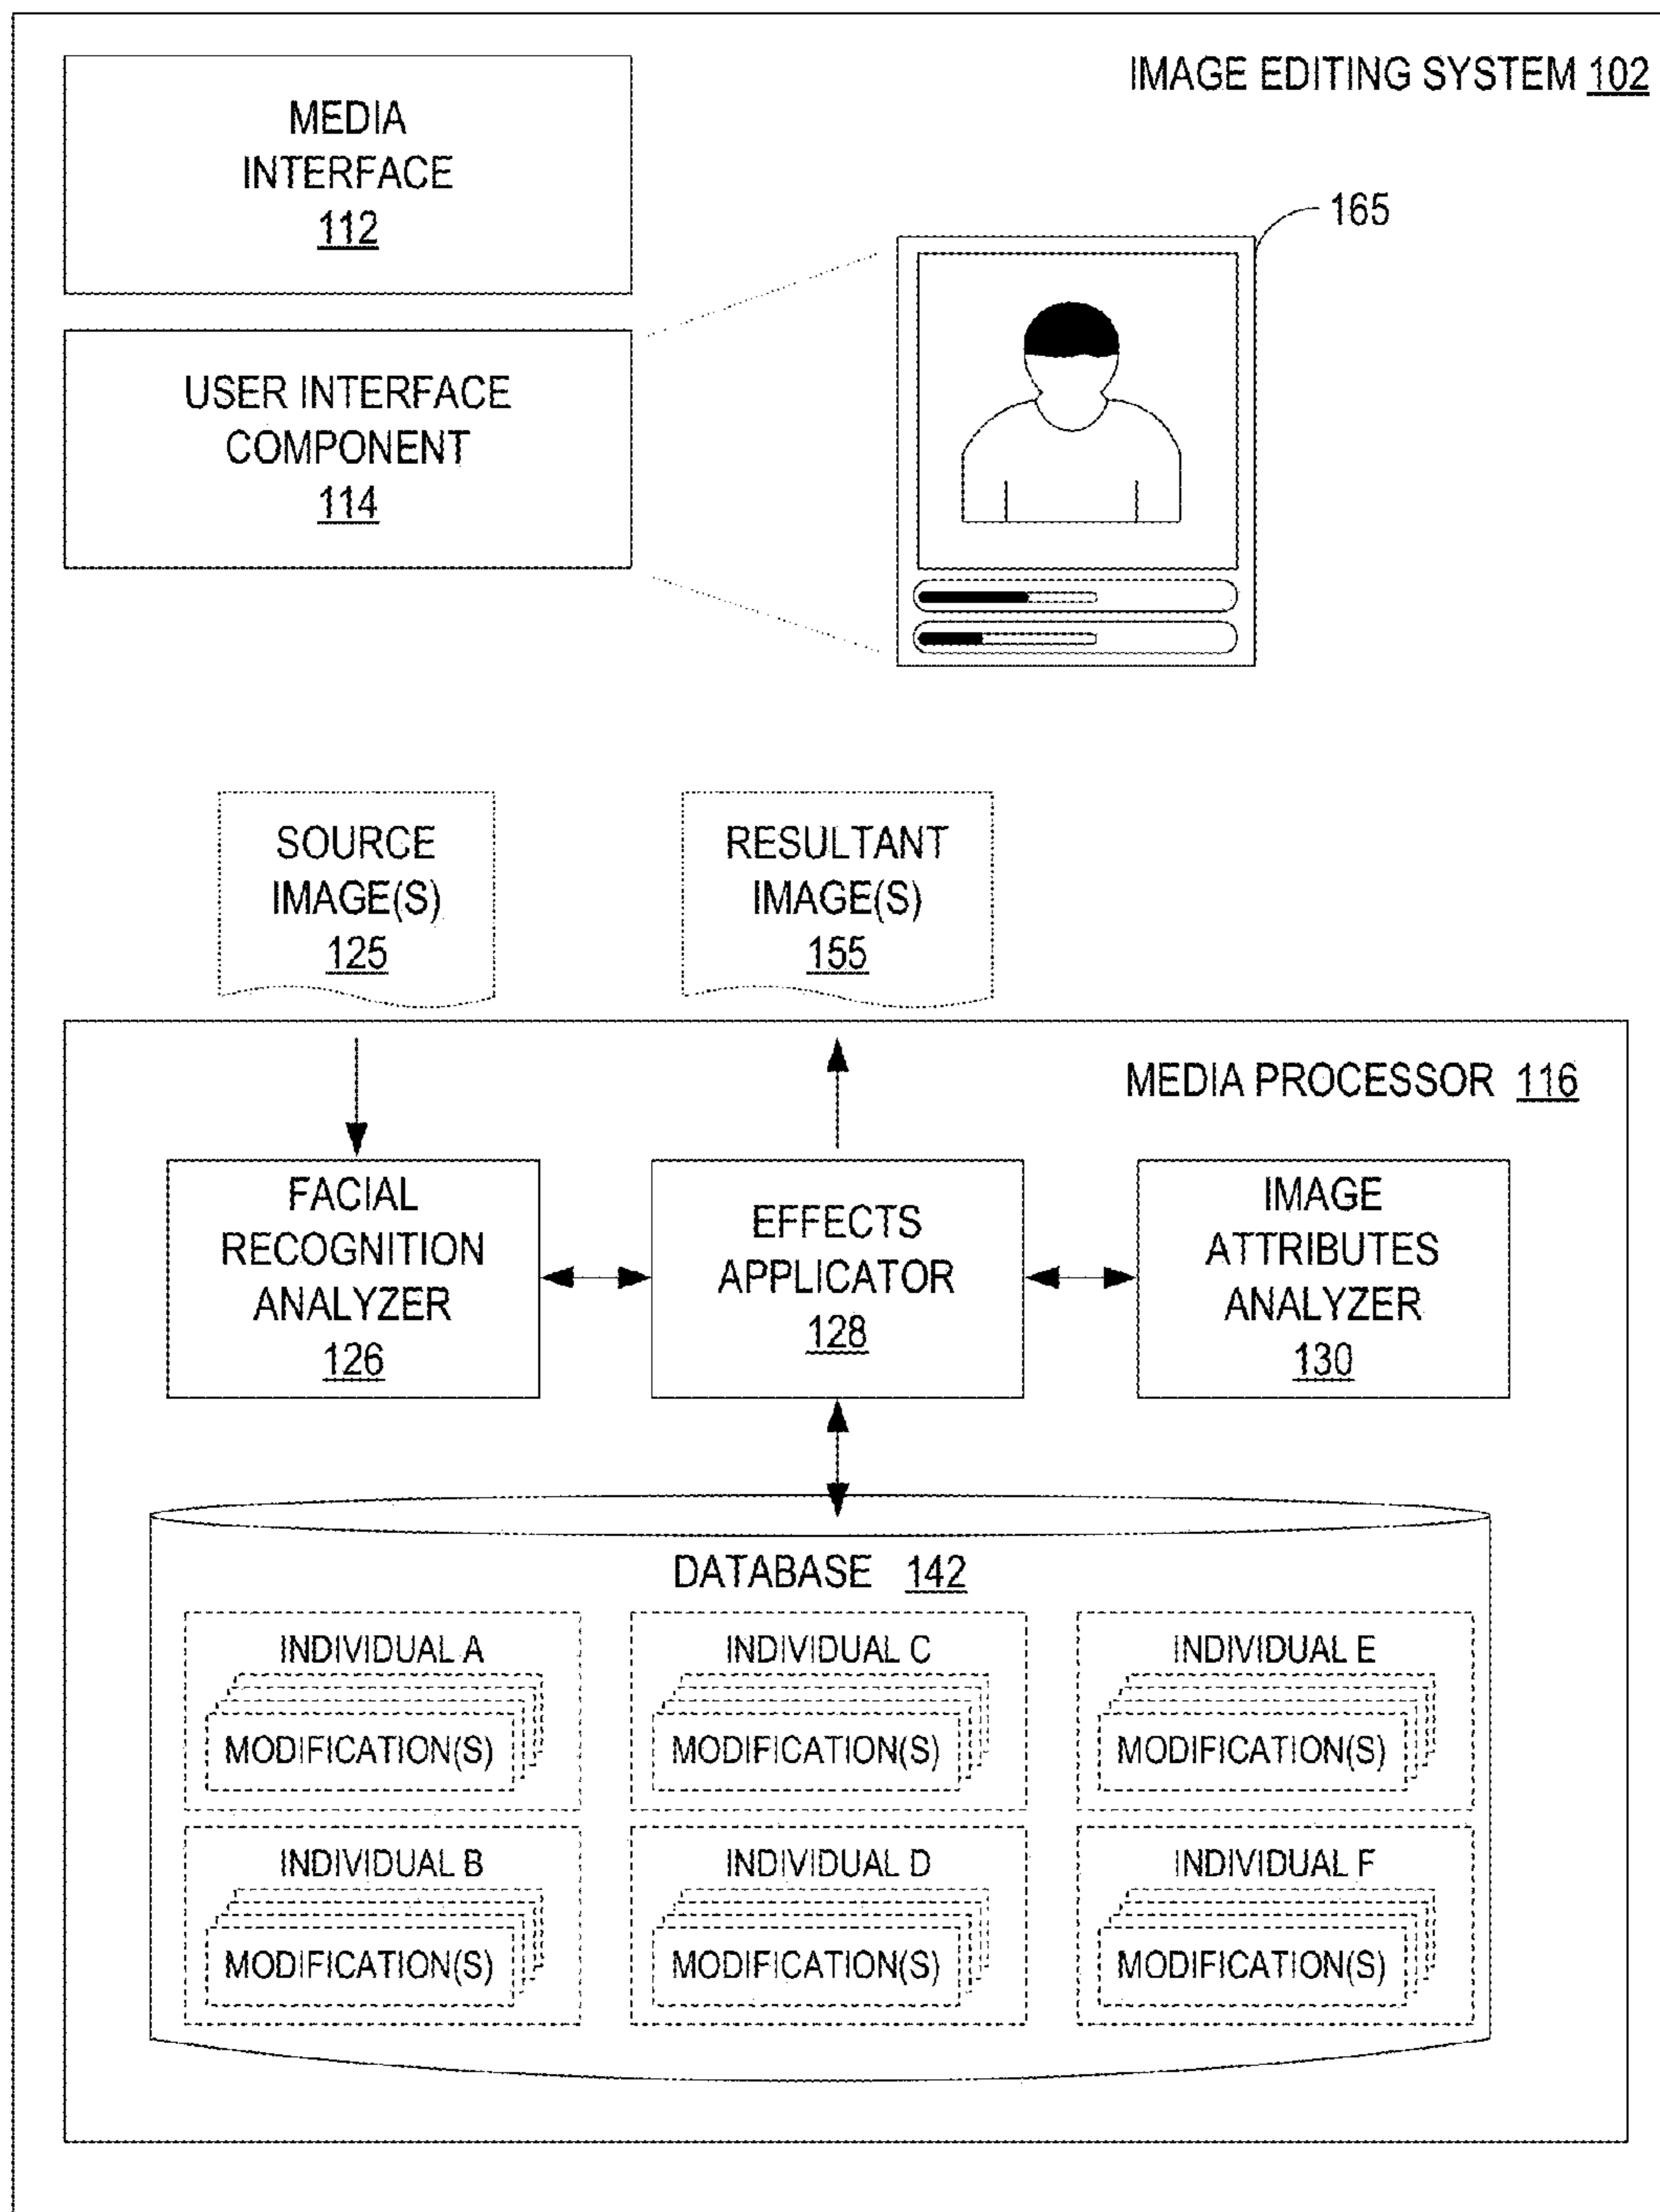 IMAGE EDITING SYSTEM 102
MEDIA
INTERFACE
112
165
USER INTERFACE
COMPONENT
114
SOURCE
IMAGE(S)
125
RESULTANT
IMAGE(S)
155
MEDIA PROCESSOR 116
FACIAL
RECOGNITION
ANALYZER
126
EFFECTS
APPLICATOR
128
IMAGE
ATTRIBUTES
ANALYZER
130
DATABASE 142
INDIVIDUAL A
MODIFICATION(S)
INDIVIDUAL C
MODIFICATION(S)
INDIVIDUAL E
MODIFICATION(S)
INDIVIDUAL B
MODIFICATION(S)
INDIVIDUAL D
MODIFICATION(S)
INDIVIDUAL F
MODIFICATION(S)